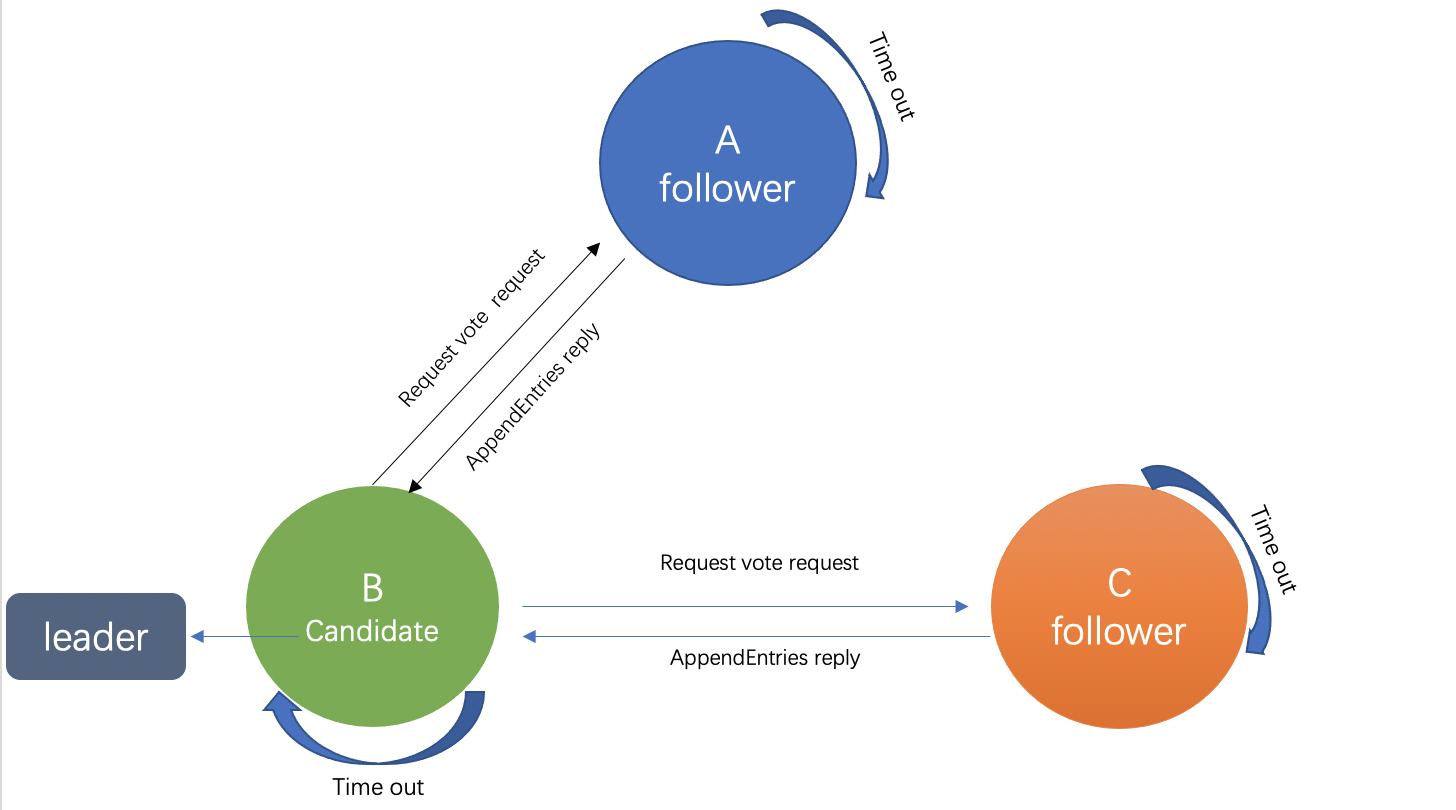 Time out
A
follower
Request vote request
AppendEntries reply
Time out
B
Candidate
Request vote request
AppendEntries reply
C
follower
leader
Time out